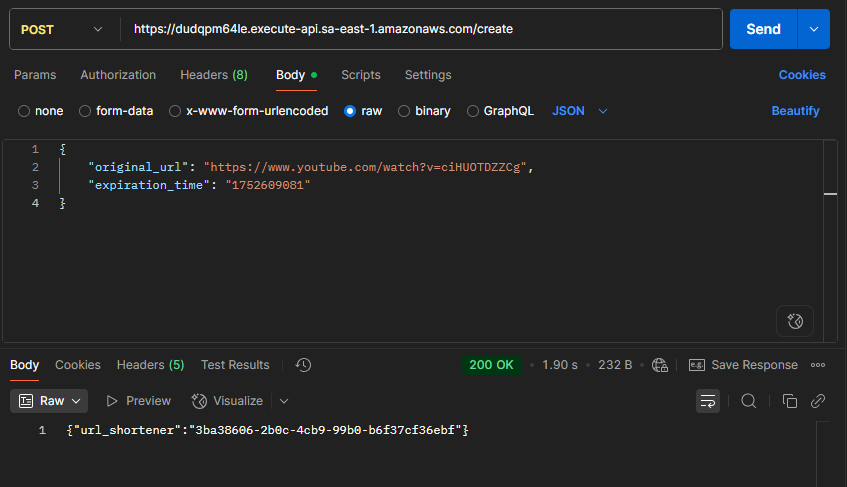 POST https://dudqpm64le.execute-api.sa-east-1.amazonaws.com/create Send
Params Authorization Headers (8) Body Scripts Settings Cookies
none form-data x-www-form-urlencoded raw binary GraphQL JSON Beautify
1 {
2 "original_url": "https://www.youtube.com/watch?v=ciHUOTDZZCg",
3 "expiration_time": "1752609081"
4 }
Body Cookies Headers (5) Test Results 200 OK • 1.90 s • 232 B e.g. Save Response
Raw Preview Visualize
1 {"url_shortener":"3ba38606-2b0c-4cb9-99b0-b6f37cf36ebf"}